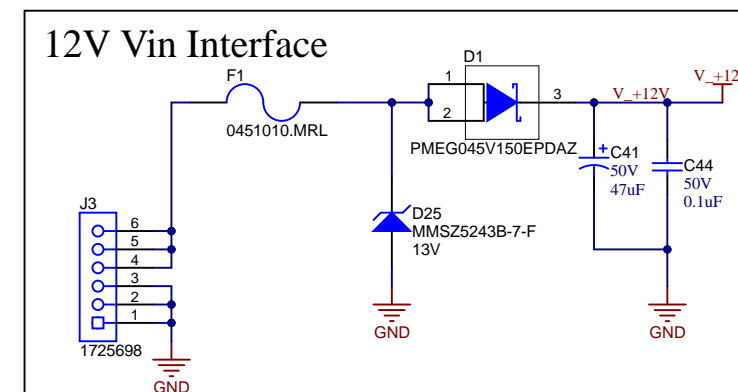 12V Vin Interface
F1
0451010.MRL
D1
1
2
3
PMEG045V150EPDAZ
V_+12V
V_+12
C41
+
50V
47uF
C44
50V
0.1uF
D25
MMSZ5243B-7-F
13V
GND
GND
J3
6
5
4
3
2
1
1725698
GND